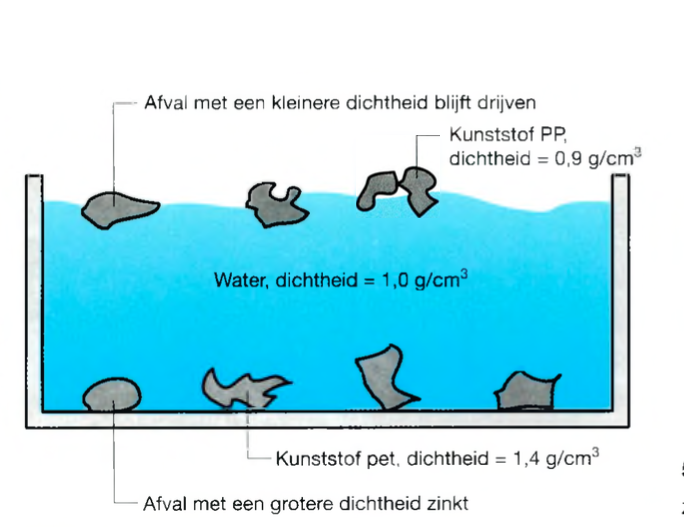 Afval met een kleinere dichtheid blijft drijven
Kunststof PP,
dichtheid = 0,9 g/cm³
Water, dichtheid = 1,0 g/cm³
Kunststof pet, dichtheid = 1,4 g/cm³
Afval met een grotere dichtheid zinkt